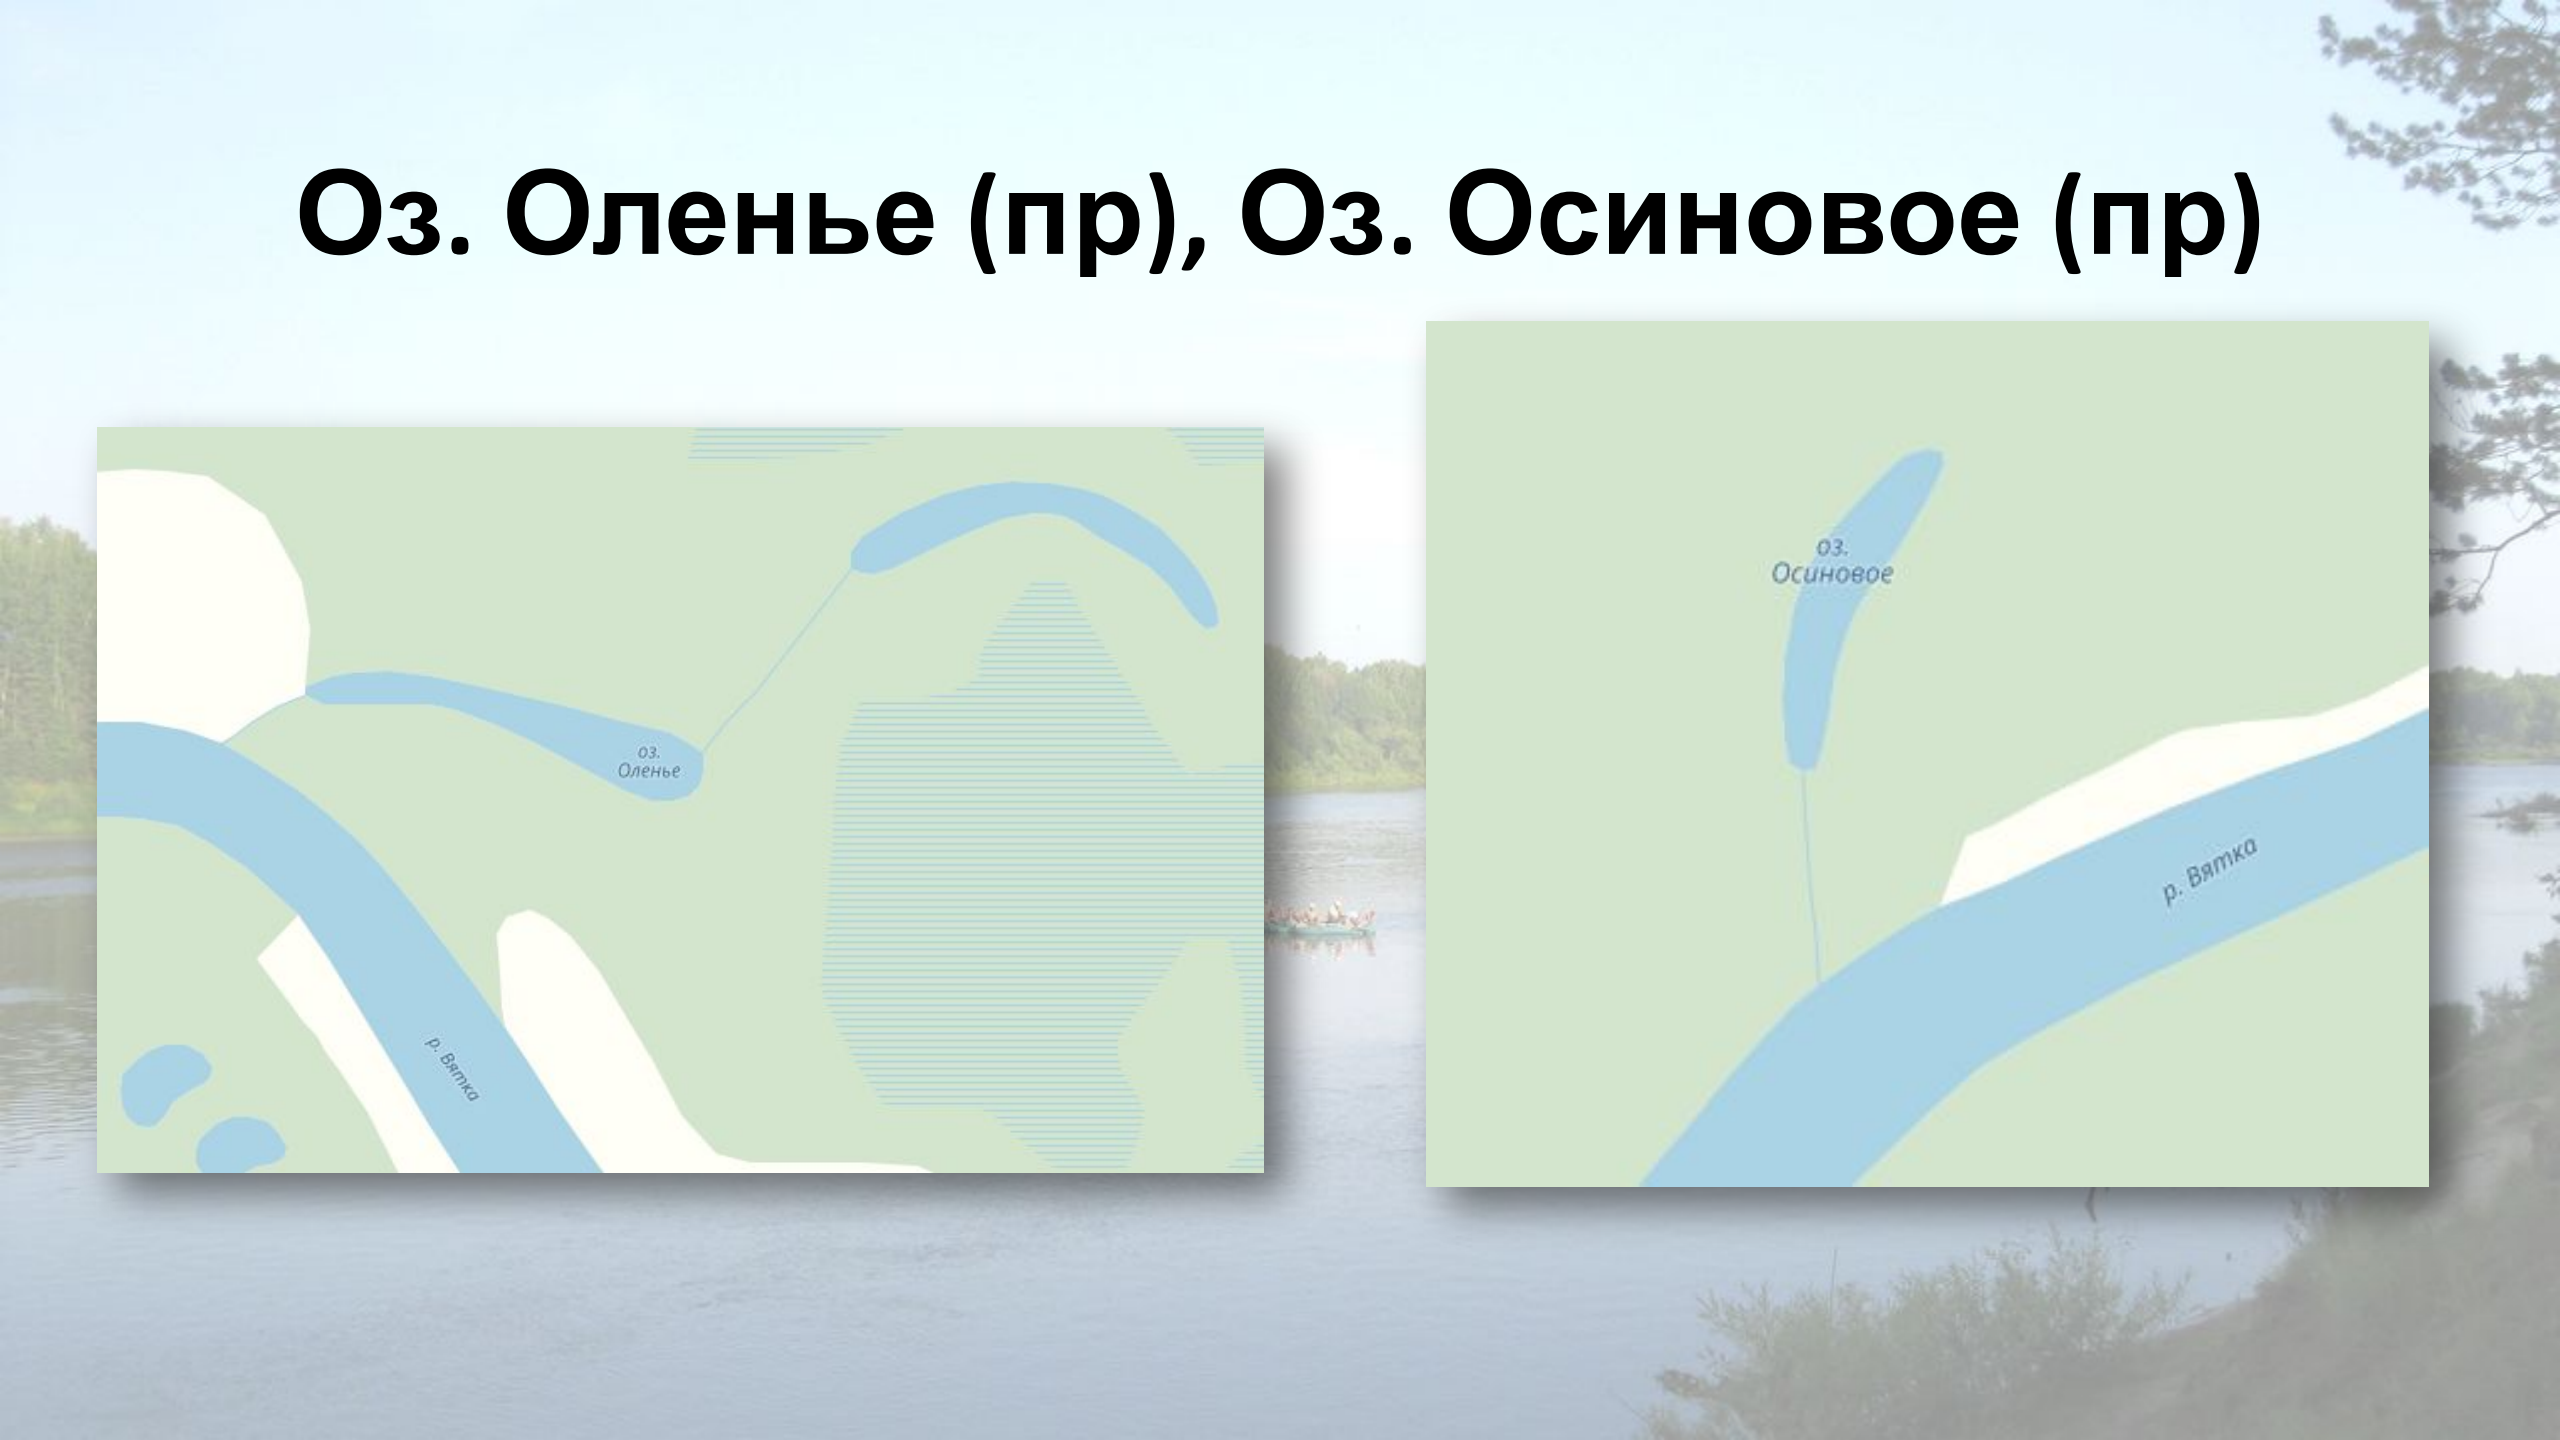 Оз. Оленье (пр), Оз. Осиновое (пр)
оз.
Оленье
р. Вятка
оз.
Осиновое
р. Вятка